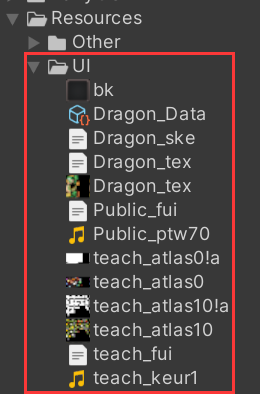 Resources
Other
UI
bk
Dragon_Data
Dragon_ske
Dragon_tex
Dragon_tex
Public_fui
Public_ptw70
teach_atlas0!a
teach_atlas0
teach_atlas10!a
teach_atlas10
teach_fui
teach_keur1